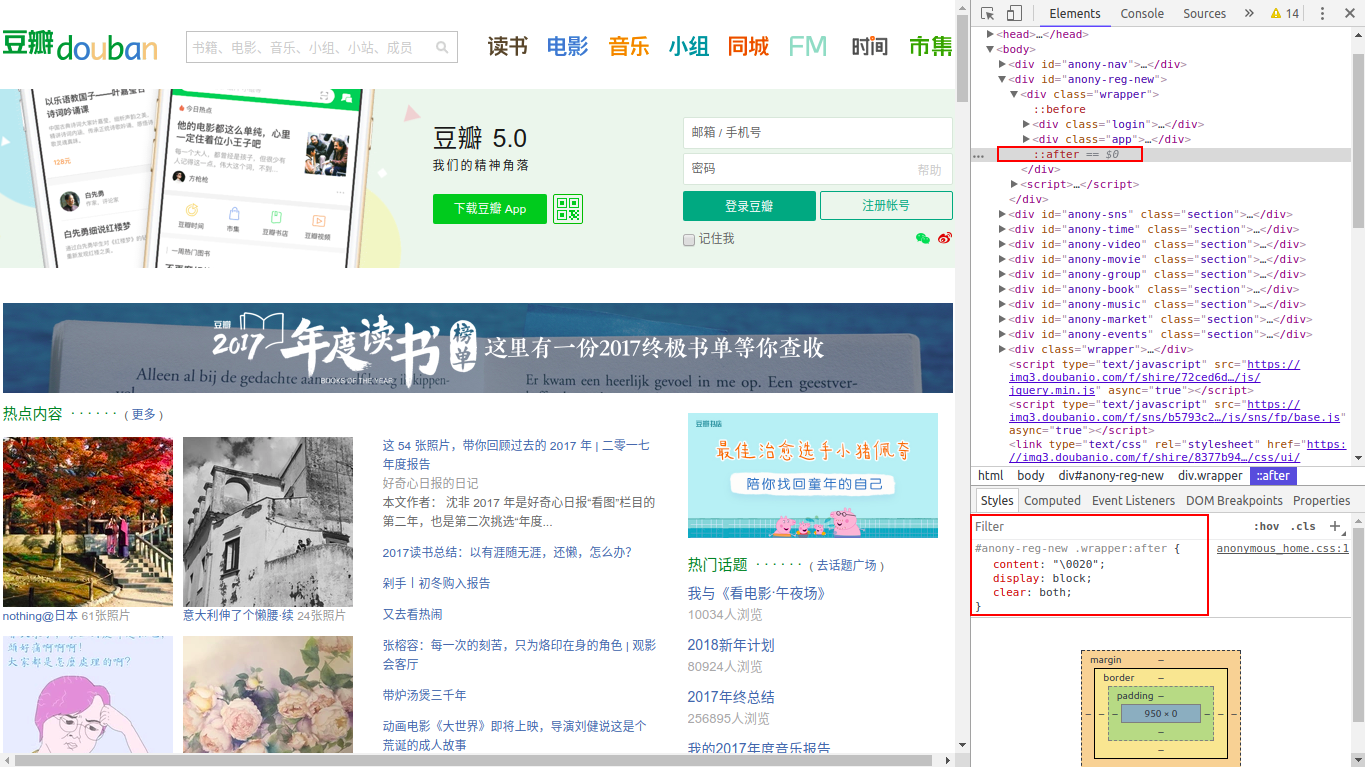 豆瓣douban
书籍、电影、音乐、小组、小站、成员
读书 电影 音乐 小组 同城 FM 时间 市集
诗词吟诵课
128元
白先勇
白先勇细说红楼梦
今日热点
他的电影都这么单纯，心里
一定住着位小王子吧
方枪枪
豆瓣时间 市集 豆瓣书店 豆瓣视频
一周热门图书
豆瓣 5.0
我们的精神角落
下载豆瓣 App
邮箱 / 手机号
密码 帮助
登录豆瓣 注册帐号
记住我
豆瓣
2017 年度读书 榜单 这里有一份2017终极书单等你查收
BOOKS OF THE YEAR
Alleen al bij de gedachte aan
kippen-
Er kwam een heerlijk gevoel in me op. Een geestver-
热点内容 · · · · · · ( 更多 )
nothing@日本 61张照片
意大利伸了个懒腰·续 24张照片
頭好痛啊啊啊!
大家都是怎麼處理的啊？
这 54 张照片，带你回顾过去的 2017 年 | 二零一七
年度报告
好奇心日报的日记
本文作者： 沈非 2017 年是好奇心日报“看图”栏目的
第二年，也是第二次挑选“年度...
2017读书总结：以有涯随无涯，还懒，怎么办?
剁手丨初冬购入报告
又去看热闹
张榕容：每一次的刻苦，只为烙印在身的角色 | 观影
会客厅
带炉汤煲三千年
动画电影《大世界》即将上映，导演刘健说这是个
荒诞的成人故事
豆瓣书店
最佳治愈选手小猪佩奇
陪你找回童年的自己
热门话题 · · · · · · ( 去话题广场 )
我与《看电影·午夜场》
10034人浏览
2018新年计划
80924人浏览
2017年终总结
256895人浏览
我的2017年度音乐报告
Elements Console Sources » 14
<head>…</head>
<body>
<div id="anony-nav">…</div>
<div id="anony-reg-new">
<div class="wrapper">
::before
<div class="login">…</div>
<div class="app">…</div>
... ::after == $0
</div>
<script>…</script>
</div>
<div id="anony-sns" class="section">…</div>
<div id="anony-time" class="section">…</div>
<div id="anony-video" class="section">…</div>
<div id="anony-movie" class="section">…</div>
<div id="anony-group" class="section">…</div>
<div id="anony-book" class="section">…</div>
<div id="anony-music" class="section">…</div>
<div id="anony-market" class="section">…</div>
<div id="anony-events" class="section">…</div>
<div class="wrapper">…</div>
<script type="text/javascript" src="https://
img3.doubanio.com/f/shire/72ced6d…/js/
jquery.min.js" async="true"></script>
<script type="text/javascript" src="https://
img3.doubanio.com/f/sns/b5793c2…/js/sns/fp/base.js"
async="true"></script>
<link type="text/css" rel="stylesheet" href="https:
//img3.doubanio.com/f/shire/8377b94…/css/ui/
html body div#anony-reg-new div.wrapper ::after
Styles Computed Event Listeners DOM Breakpoints Properties
Filter :hov .cls +
#anony-reg-new .wrapper:after { anonymous_home.css:1
content: "\0020";
display: block;
clear: both;
}
margin –
border –
padding –
– – – 950 × 0 – – –
–
–